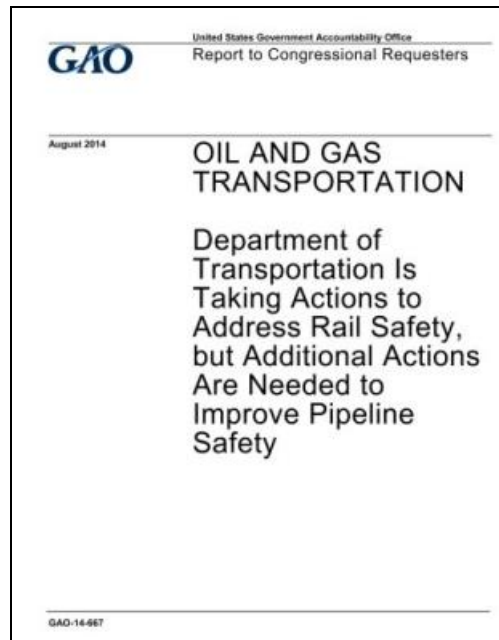 GAO
United States Government Accountability Office
Report to Congressional Requesters
August 2014
OIL AND GAS
TRANSPORTATION
Department of
Transportation Is
Taking Actions to
Address Rail Safety,
but Additional Actions
Are Needed to
Improve Pipeline
Safety
GAO-14-667